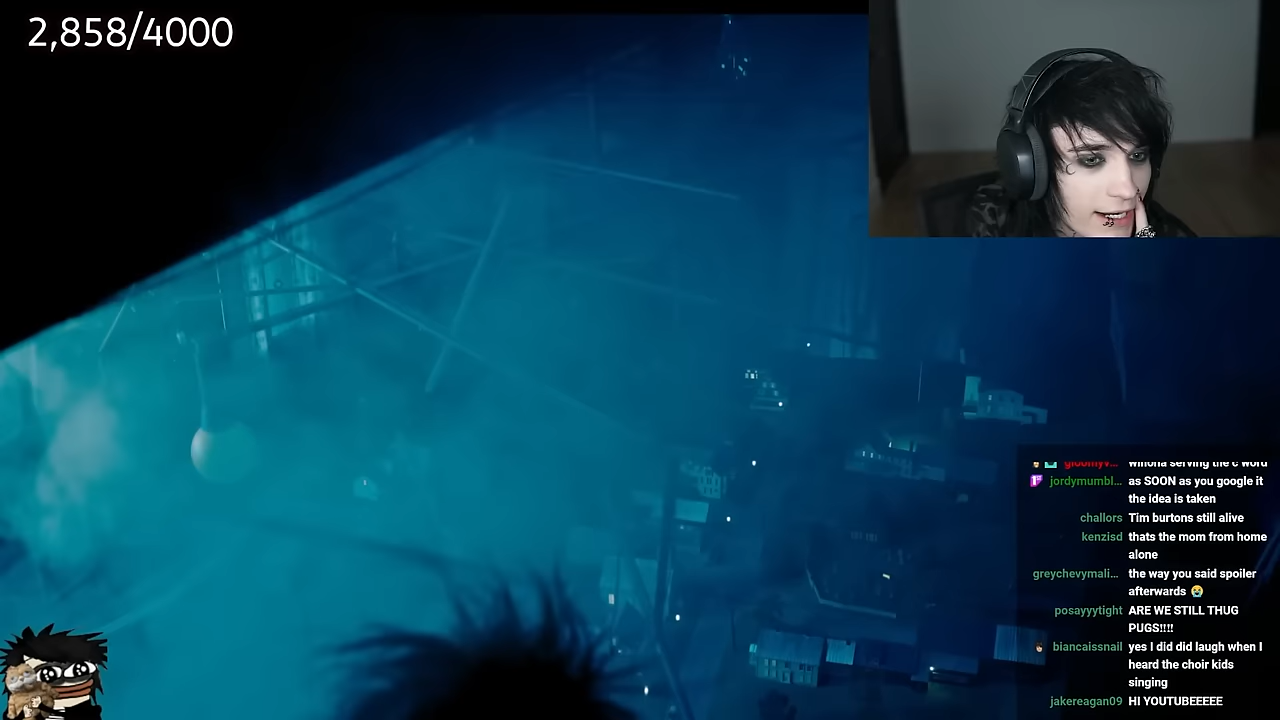 2,858/4000
gloomyv... winona serving the c word
jordymumbl... as SOON as you google it
the idea is taken
challors Tim burtons still alive
kenzisd thats the mom from home
alone
greychevymali... the way you said spoiler
afterwards 😭
posayyytight ARE WE STILL THUG
PUGS!!!!
biancaissnail yes I did did laugh when I
heard the choir kids
singing
jakereagan09 HI YOUTUBEEEEE